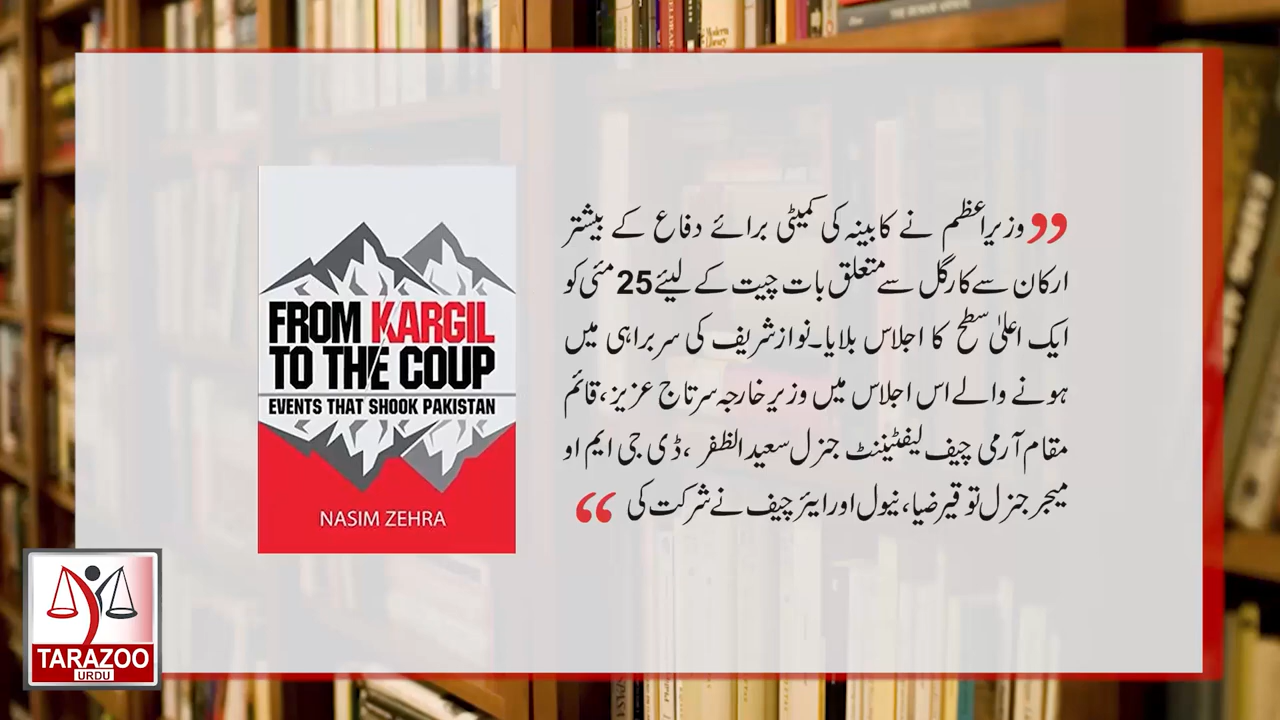 FROM KARGIL
TO THE COUP
EVENTS THAT SHOOK PAKISTAN
NASIM ZEHRA
”وزیراعظم نے کابینہ کی کمیٹی برائے دفاع کے بیشتر
ارکان سے کارگل سے متعلق بات چیت کے لیئے 25 مئی کو
ایک اعلیٰ سطح کا اجلاس بلایا۔نواز شریف کی سربراہی میں
ہونے والے اس اجلاس میں وزیر خارجہ سرتاج عزیز، قائم
مقام آرمی چیف لیفٹیننٹ جنرل سعید الظفر ،ڈی جی ایم او
میجر جنرل توقیر ضیا، نیول اور ایئر چیف نے شرکت کی“
TARAZOO
URDU